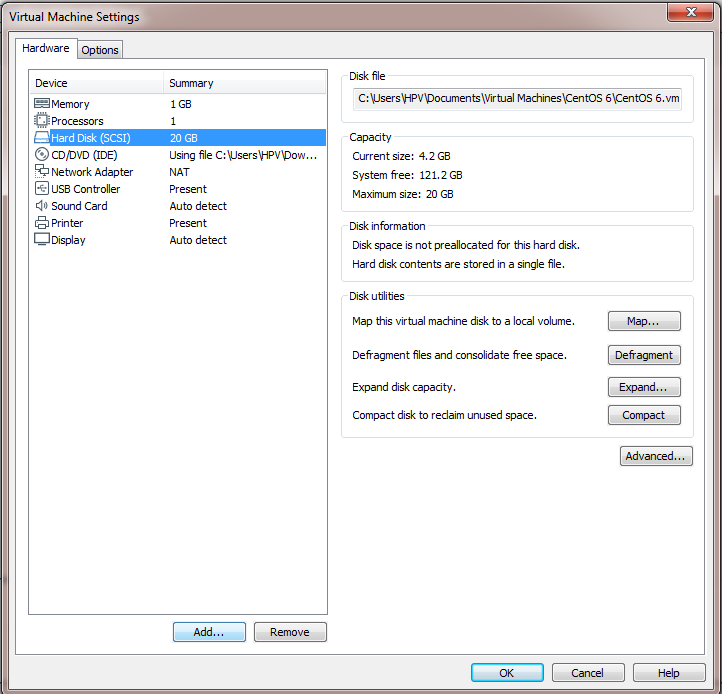 Virtual Machine Settings
Hardware
Options
Device Summary
Memory 1 GB
Processors 1
Hard Disk (SCSI) 20 GB
CD/DVD (IDE) Using file C:\Users\HPV\Dow...
Network Adapter NAT
USB Controller Present
Sound Card Auto detect
Printer Present
Display Auto detect
Add...
Remove
Disk file
C:\Users\HPV\Documents\Virtual Machines\CentOS 6\CentOS 6.vm
Capacity
Current size: 4.2 GB
System free: 121.2 GB
Maximum size: 20 GB
Disk information
Disk space is not preallocated for this hard disk.
Hard disk contents are stored in a single file.
Disk utilities
Map this virtual machine disk to a local volume. Map...
Defragment files and consolidate free space. Defragment
Expand disk capacity. Expand...
Compact disk to reclaim unused space. Compact
Advanced...
OK
Cancel
Help